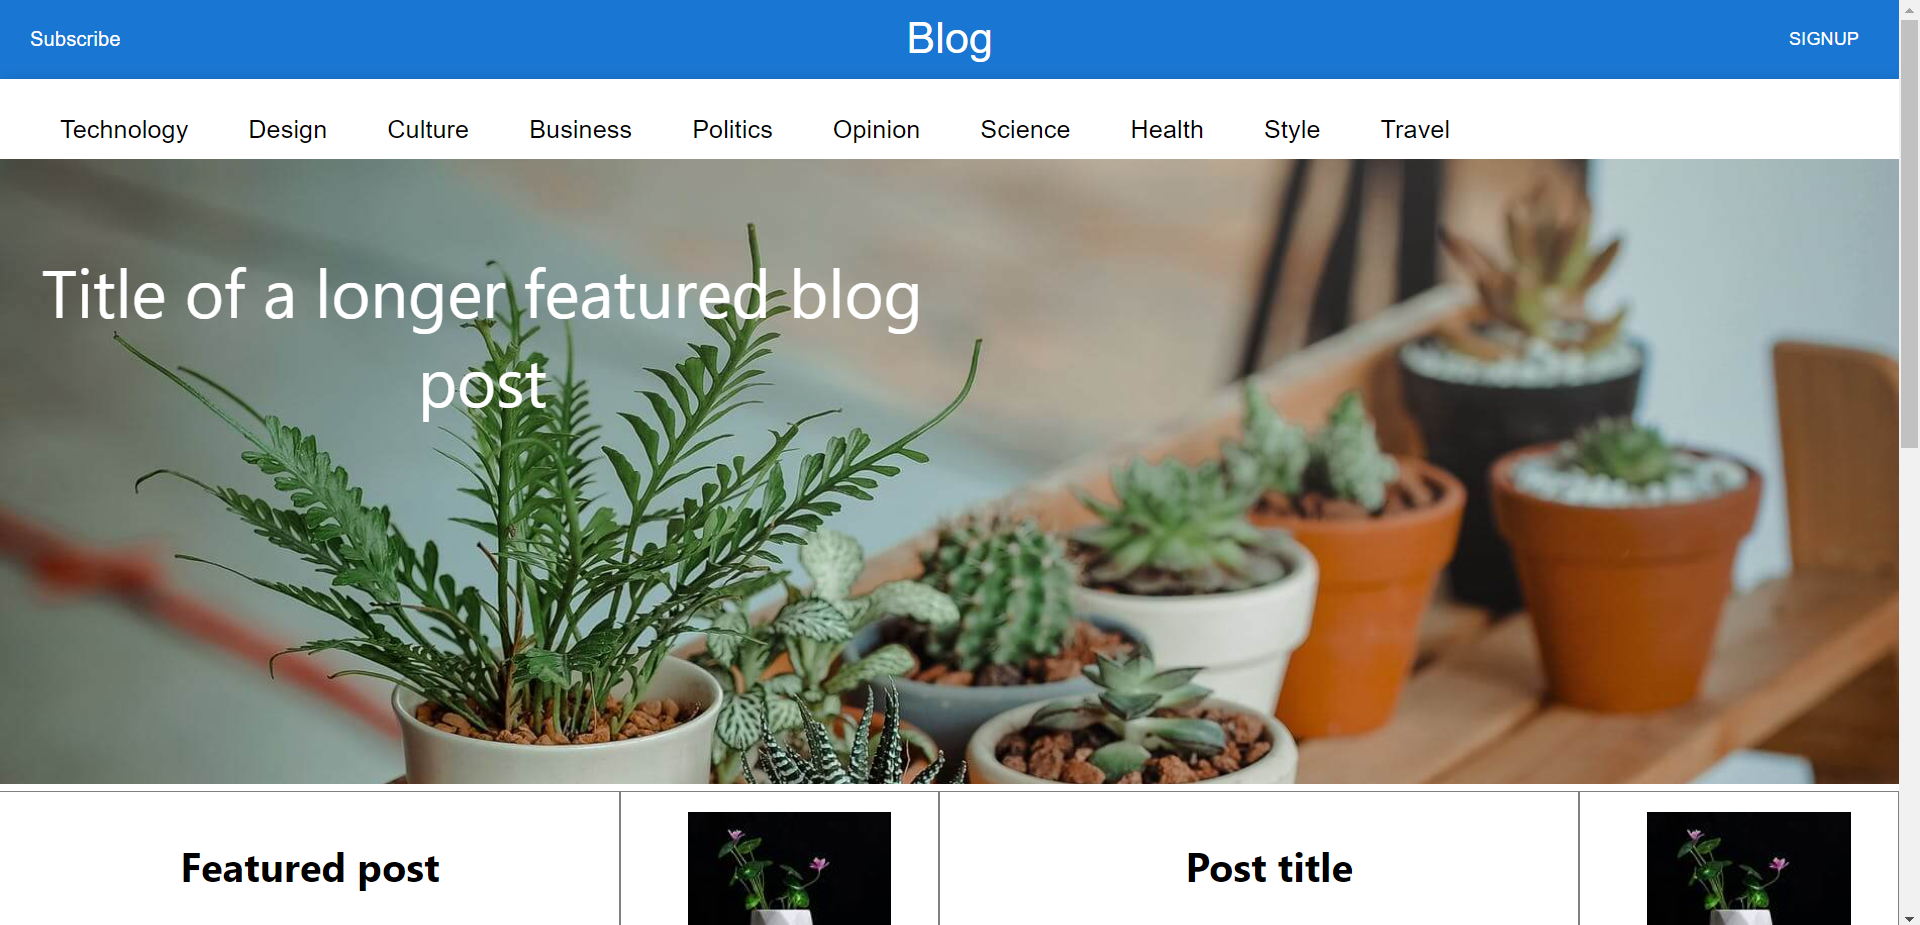 Subscribe
Blog
SIGNUP
Technology Design Culture Business Politics Opinion Science Health Style Travel
Title of a longer featured blog
post
Featured post
Post title